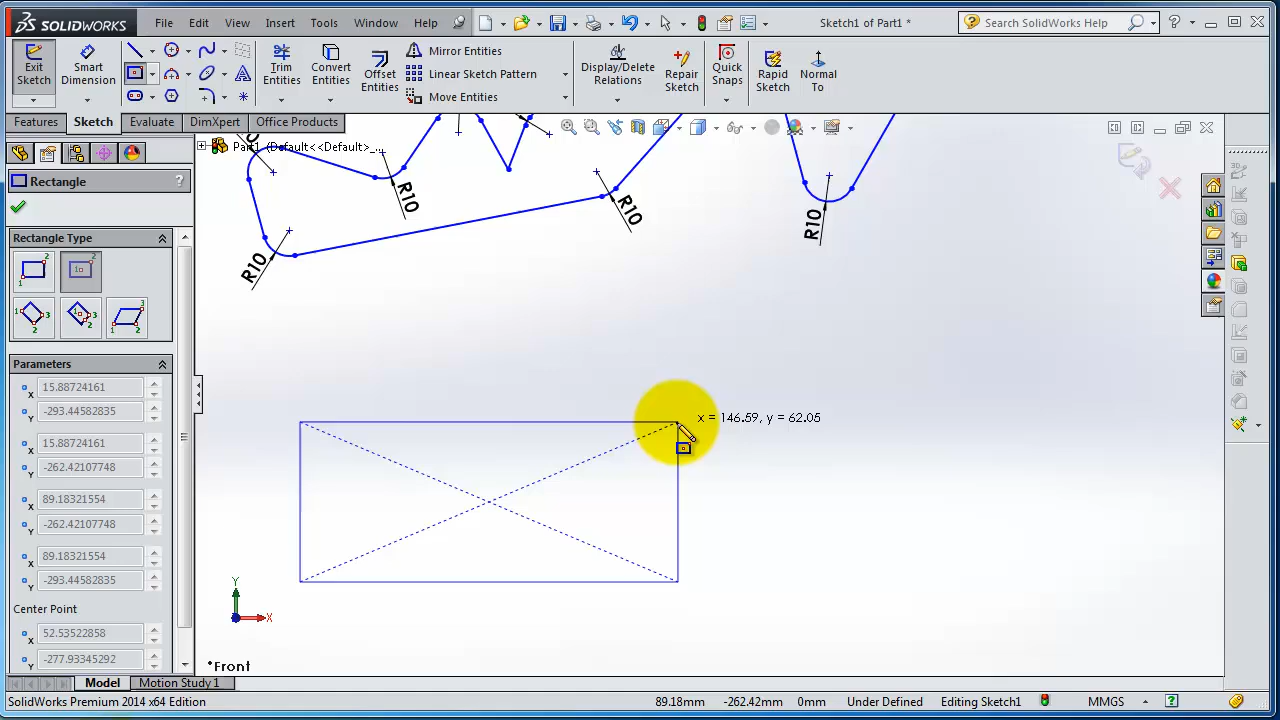 SOLIDWORKS
File Edit View Insert Tools Window Help
Sketch1 of Part1 *
Search SolidWorks Help
Exit Sketch
Smart Dimension
Trim Entities
Convert Entities
Offset Entities
Mirror Entities
Linear Sketch Pattern
Move Entities
Display/Delete Relations
Repair Sketch
Quick Snaps
Rapid Sketch
Normal To
Features Sketch Evaluate DimXpert Office Products
Part1 (Default<<Default>_...
Rectangle ?
Rectangle Type
Parameters
X 15.88724161
Y -293.44582835
X 15.88724161
Y -262.42107748
X 89.18321554
Y -262.42107748
X 89.18321554
Y -293.44582835
Center Point
X 52.53522858
Y -277.93345292
R10
R10
R10
R10
x = 146.59, y = 62.05
Y
X
*Front
Model Motion Study 1
SolidWorks Premium 2014 x64 Edition
89.18mm -262.42mm 0mm Under Defined Editing Sketch1 MMGS